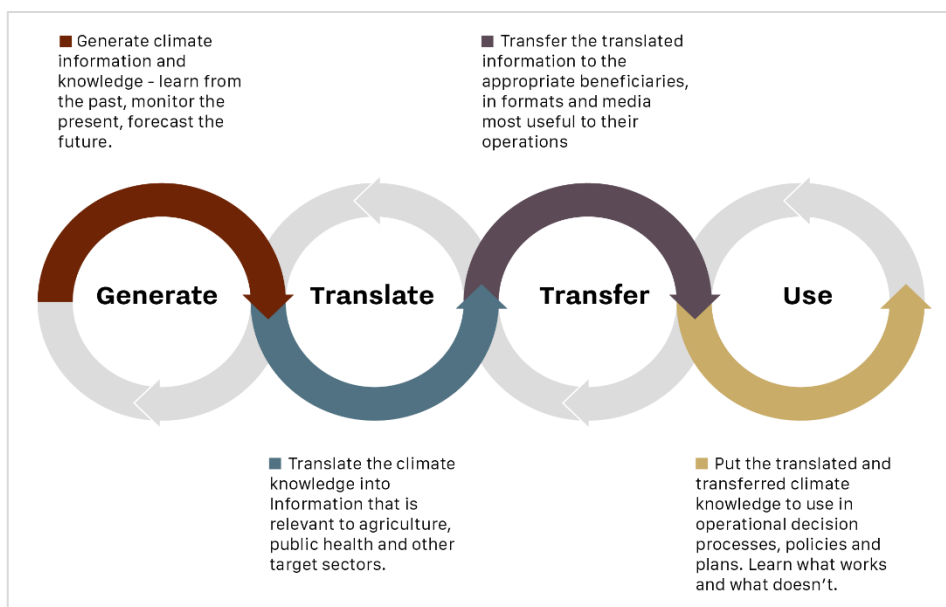 Generate climate
information and
knowledge - learn from
the past, monitor the
present, forecast the
future.
Transfer the translated
information to the
appropriate beneficiaries,
in formats and media
most useful to their
operations
Generate
Translate
Transfer
Use
Translate the climate
knowledge into
Information that is
relevant to agriculture,
public health and other
target sectors.
Put the translated and
transferred climate
knowledge to use in
operational decision
processes, policies and
plans. Learn what works
and what doesn't.